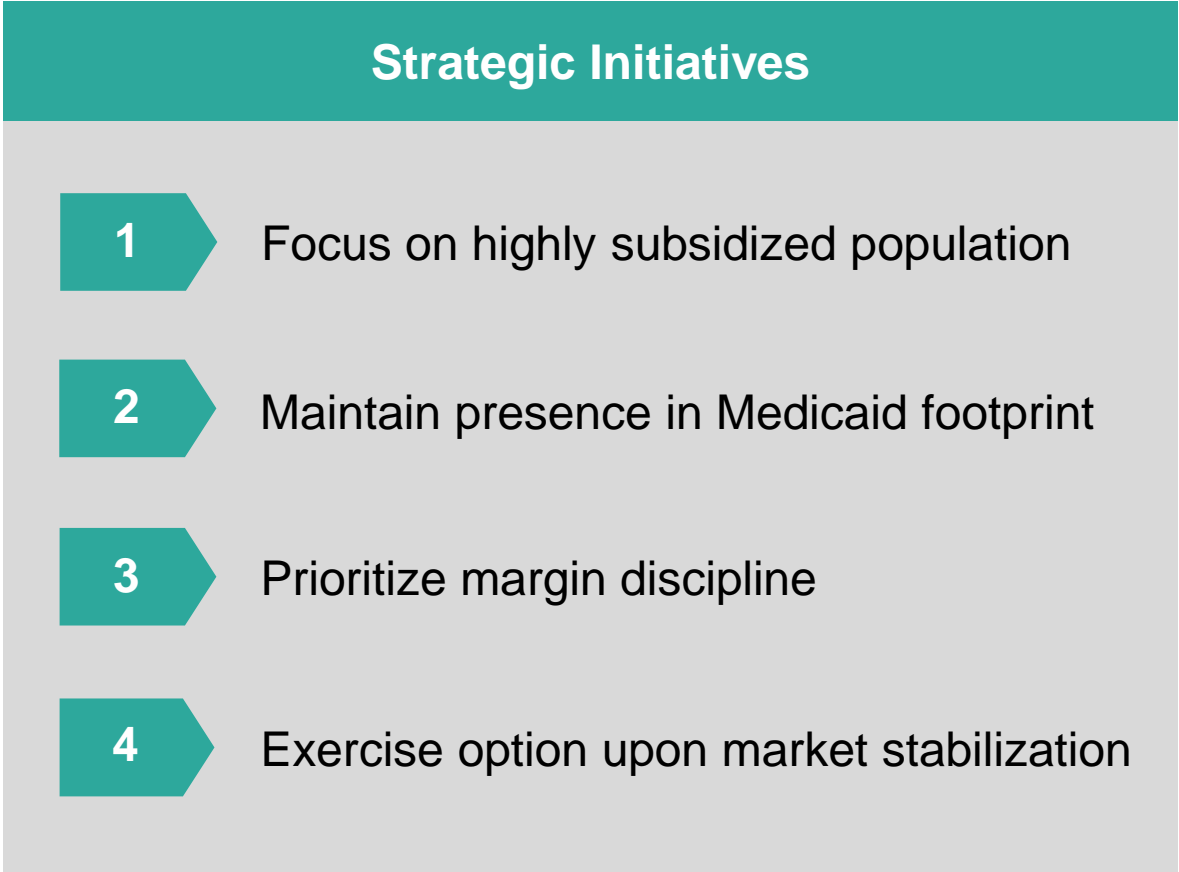 Strategic Initiatives
1 Focus on highly subsidized population
2 Maintain presence in Medicaid footprint
3 Prioritize margin discipline
4 Exercise option upon market stabilization